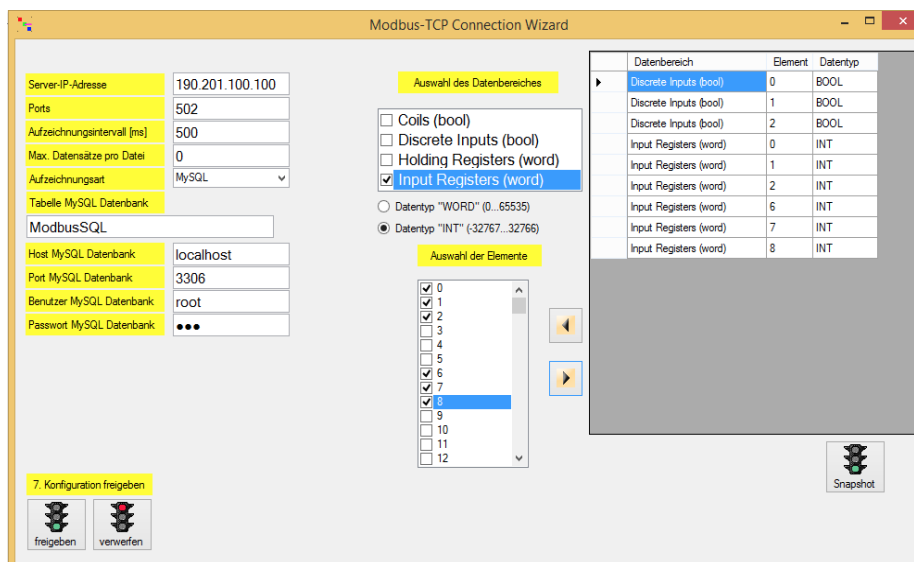 Modbus-TCP Connection Wizard
Server-IP-Adresse 190.201.100.100
Ports 502
Aufzeichnungsintervall [ms] 500
Max. Datensätze pro Datei 0
Aufzeichnungsart MySQL
Tabelle MySQL Datenbank
ModbusSQL
Host MySQL Datenbank localhost
Port MySQL Datenbank 3306
Benutzer MySQL Datenbank root
Passwort MySQL Datenbank ●●●
7. Konfiguration freigeben
freigeben verwerfen
Auswahl des Datenbereiches
Coils (bool)
Discrete Inputs (bool)
Holding Registers (word)
Input Registers (word)
Datentyp "WORD" (0...65535)
Datentyp "INT" (-32767...32766)
Auswahl der Elemente
0
1
2
3
4
5
6
7
8
9
10
11
12
Datenbereich Element Datentyp
Discrete Inputs (bool) 0 BOOL
Discrete Inputs (bool) 1 BOOL
Discrete Inputs (bool) 2 BOOL
Input Registers (word) 0 INT
Input Registers (word) 1 INT
Input Registers (word) 2 INT
Input Registers (word) 6 INT
Input Registers (word) 7 INT
Input Registers (word) 8 INT
Snapshot